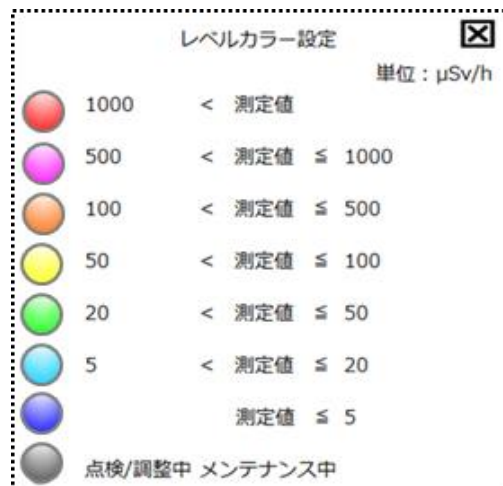 レベルカラー設定
単位：μSv/h
1000 < 測定値
500 < 測定値 ≦ 1000
100 < 測定値 ≦ 500
50 < 測定値 ≦ 100
20 < 測定値 ≦ 50
5 < 測定値 ≦ 20
測定値 ≦ 5
点検/調整中 メンテナンス中